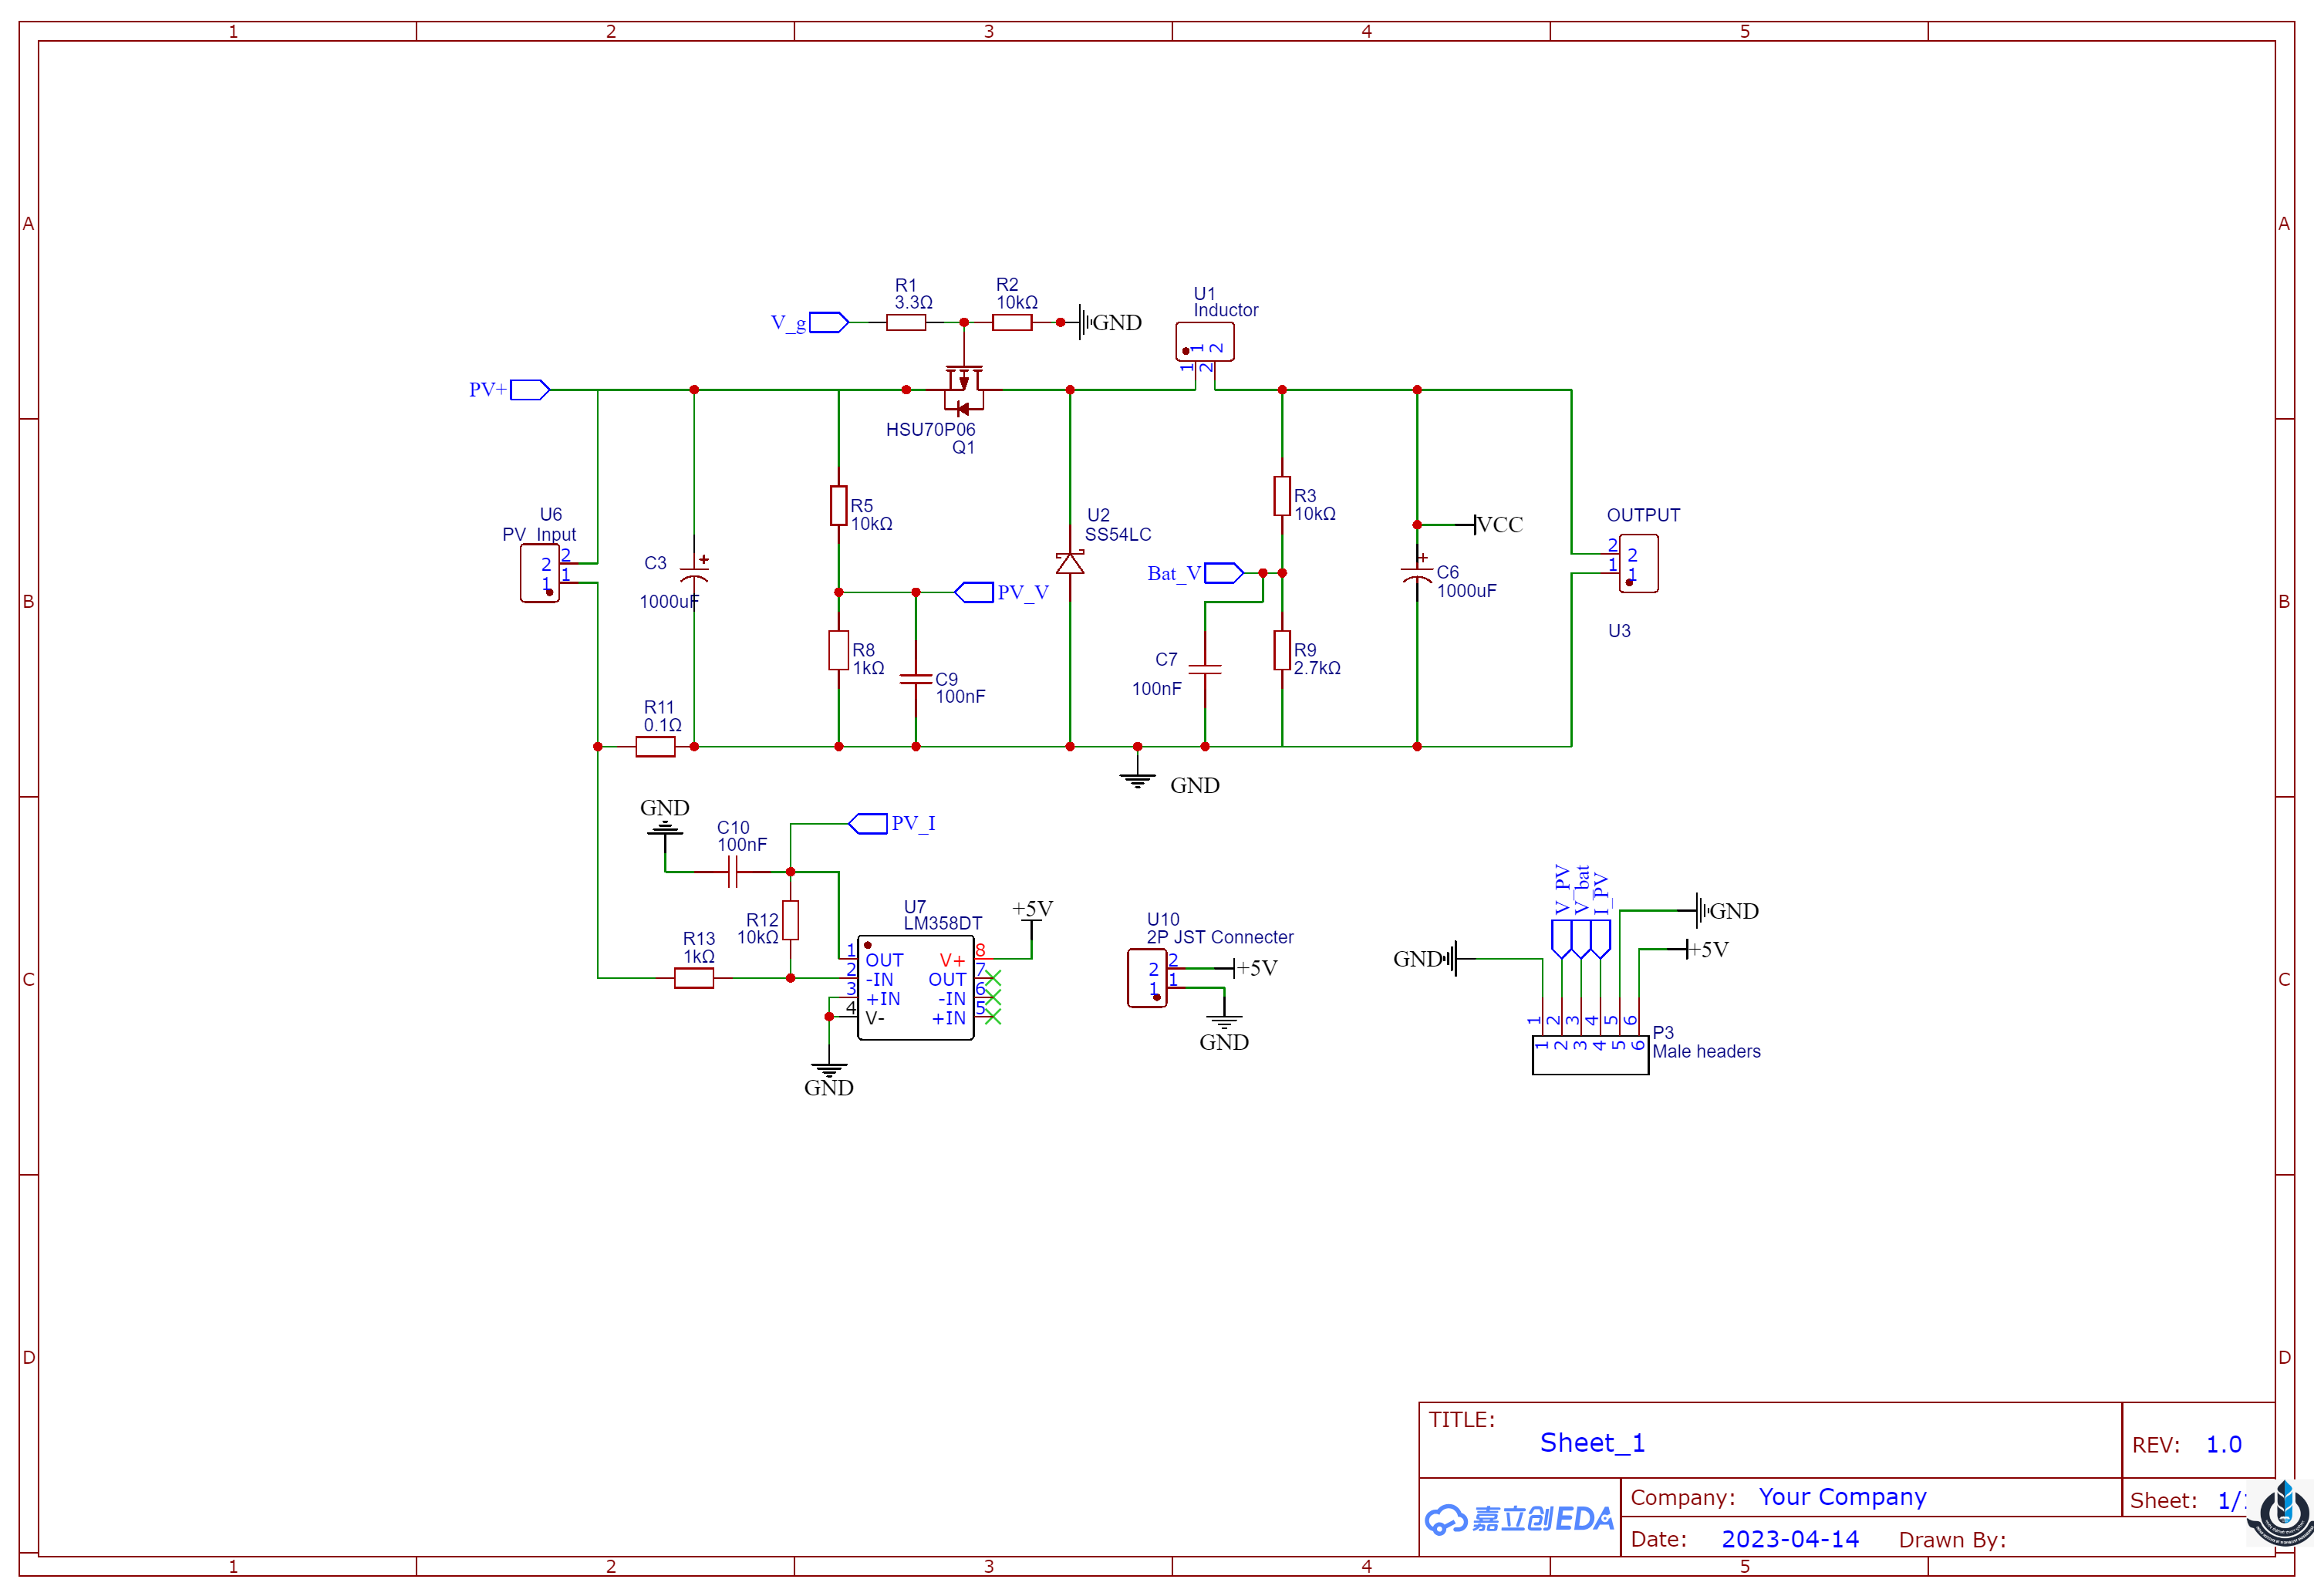 1 2 3 4 5
A A
R1
3.3Ω
R2
10kΩ
V_g
GND
U1
Inductor
1 2
1 2
PV+
HSU70P06
Q1
R5
10kΩ
U2
SS54LC
R3
10kΩ
VCC
OUTPUT
2 2
1 1
U3
U6
PV Input
2 2
1 1
C3
1000uF
PV_V
Bat_V
C6
1000uF
B B
R8
1kΩ
C9
100nF
C7
100nF
R9
2.7kΩ
R11
0.1Ω
GND
GND
C10
100nF
PV_I
R12
10kΩ
R13
1kΩ
U7
LM358DT
+5V
1 OUT V+ 8
2 -IN OUT 7
3 +IN -IN 6
4 V- +IN 5
GND
U10
2P JST Connecter
2 2 +5V
1 1
GND
V_PV
V_bat
I_PV
GND
GND
+5V
1 2 3 4 5 6
1 2 3 4 5 6
P3
Male headers
C C
D D
TITLE:
Sheet_1
REV: 1.0
嘉立创EDA
Company: Your Company
Sheet: 1/
Date: 2023-04-14 Drawn By:
1 2 3 4 5